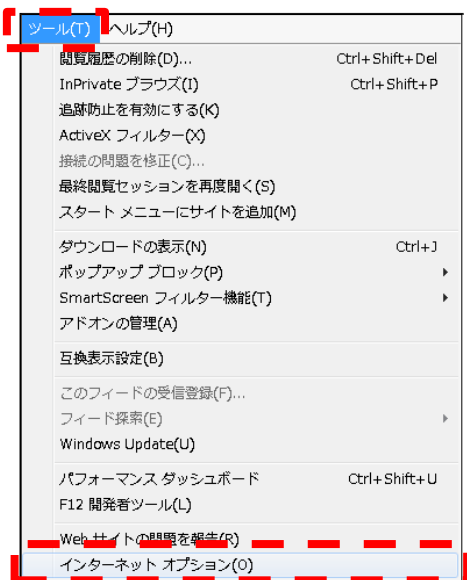 ツール(T) ヘルプ(H)
閲覧履歴の削除(D)... Ctrl+Shift+Del
InPrivate ブラウズ(I) Ctrl+Shift+P
追跡防止を有効にする(K)
ActiveX フィルター(X)
接続の問題を修正(C)...
最終閲覧セッションを再度開く(S)
スタート メニューにサイトを追加(M)
ダウンロードの表示(N) Ctrl+J
ポップアップ ブロック(P)
SmartScreen フィルター機能(T)
アドオンの管理(A)
互換表示設定(B)
このフィードの受信登録(F)...
フィード探索(E)
Windows Update(U)
パフォーマンス ダッシュボード Ctrl+Shift+U
F12 開発者ツール(L)
Web サイトの問題を報告(R)
インターネット オプション(O)